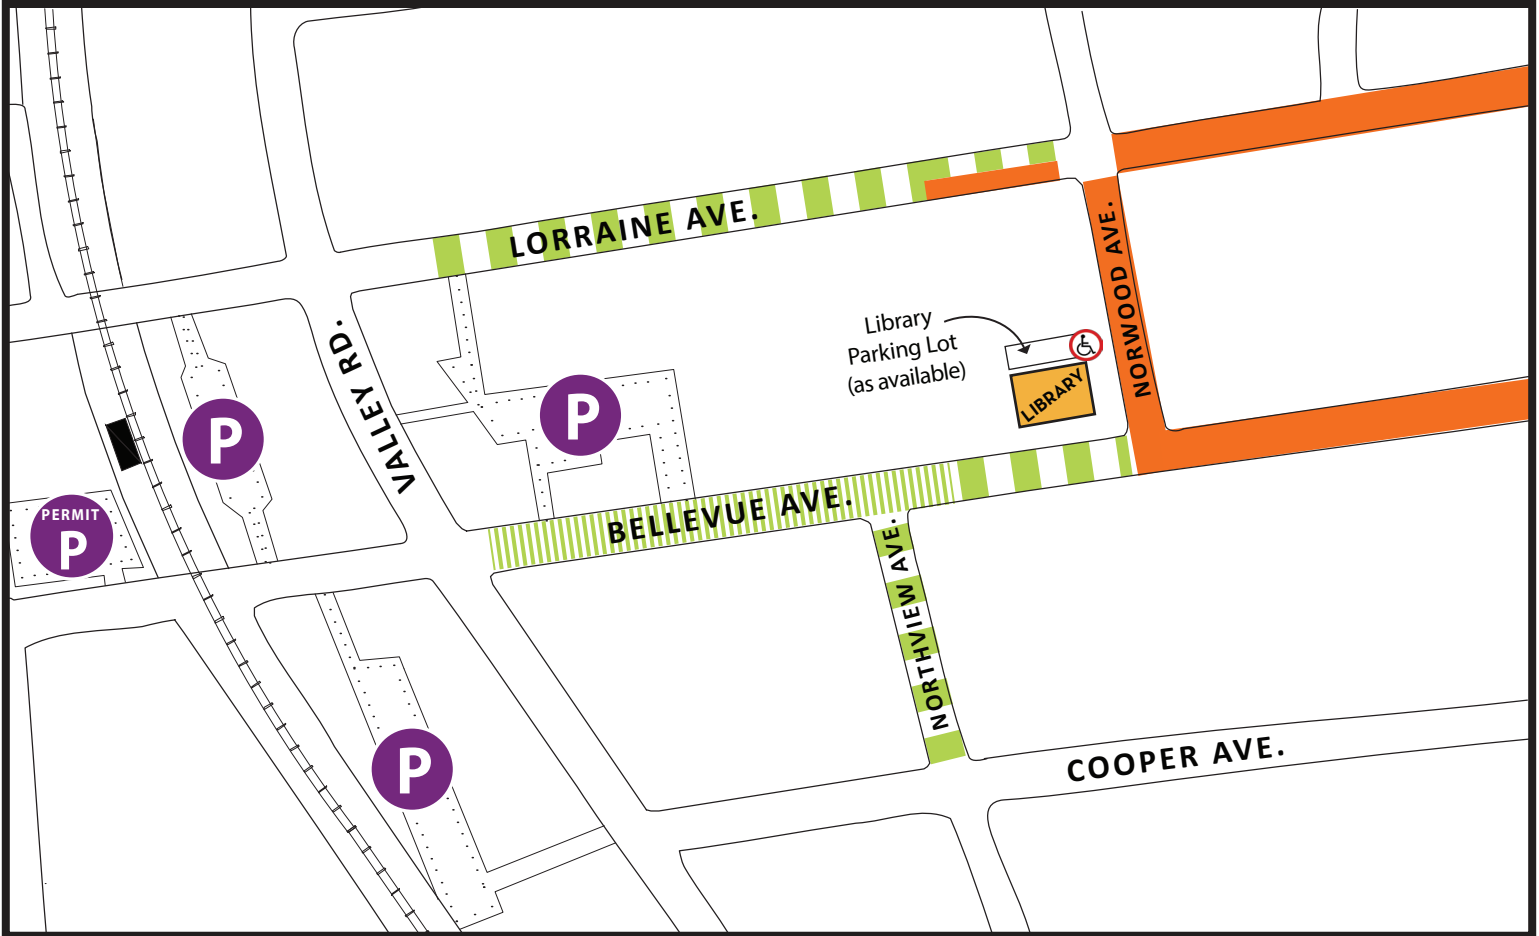 LORRAINE AVE.
NORWOOD AVE.
Library
Parking Lot
(as available)
LIBRARY
VALLEY RD.
P
P
PERMIT
P
BELLEVUE AVE.
NORTHVIEW AVE.
P
COOPER AVE.